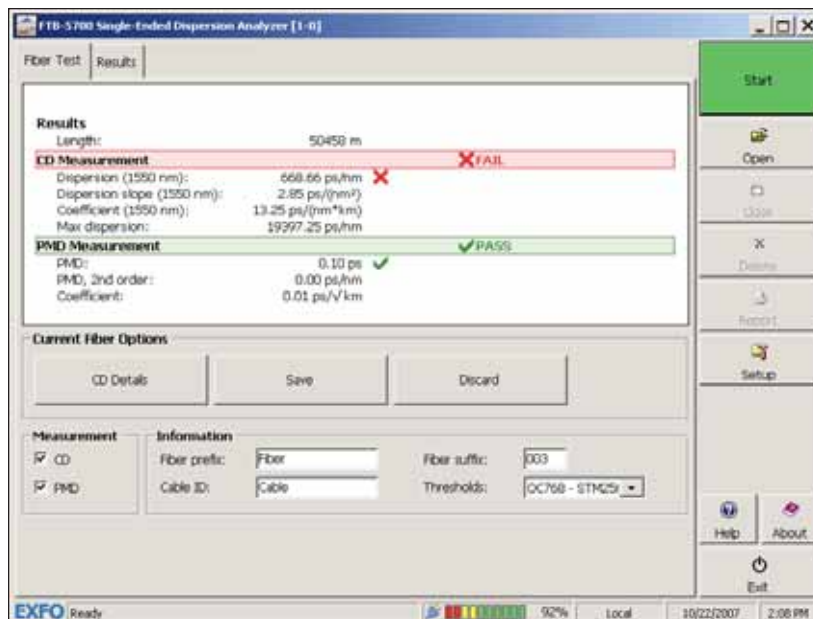 FTB-5700 Single-Ended Dispersion Analyzer [1-0]
Fiber Test
Results
Results
Length: 50458 m
CD Measurement FAIL
Dispersion (1550 nm): 668.66 ps/nm
Dispersion slope (1550 nm): 2.85 ps/(nm²)
Coefficient (1550 nm): 13.25 ps/(nm*km)
Max dispersion: 19397.25 ps/nm
PMD Measurement PASS
PMD: 0.10 ps
PMD, 2nd order: 0.00 ps/nm
Coefficient: 0.01 ps/√km
Current Fiber Options
CD Details
Save
Discard
Measurement
CD
PMD
Information
Fiber prefix: Fiber
Fiber suffix: 003
Cable ID: Cable
Thresholds: OC768 - STM25
Start
Open
Close
Delete
Report
Setup
Help
About
Exit
EXFO Ready
92%
Local
10/22/2007
2:08 PM